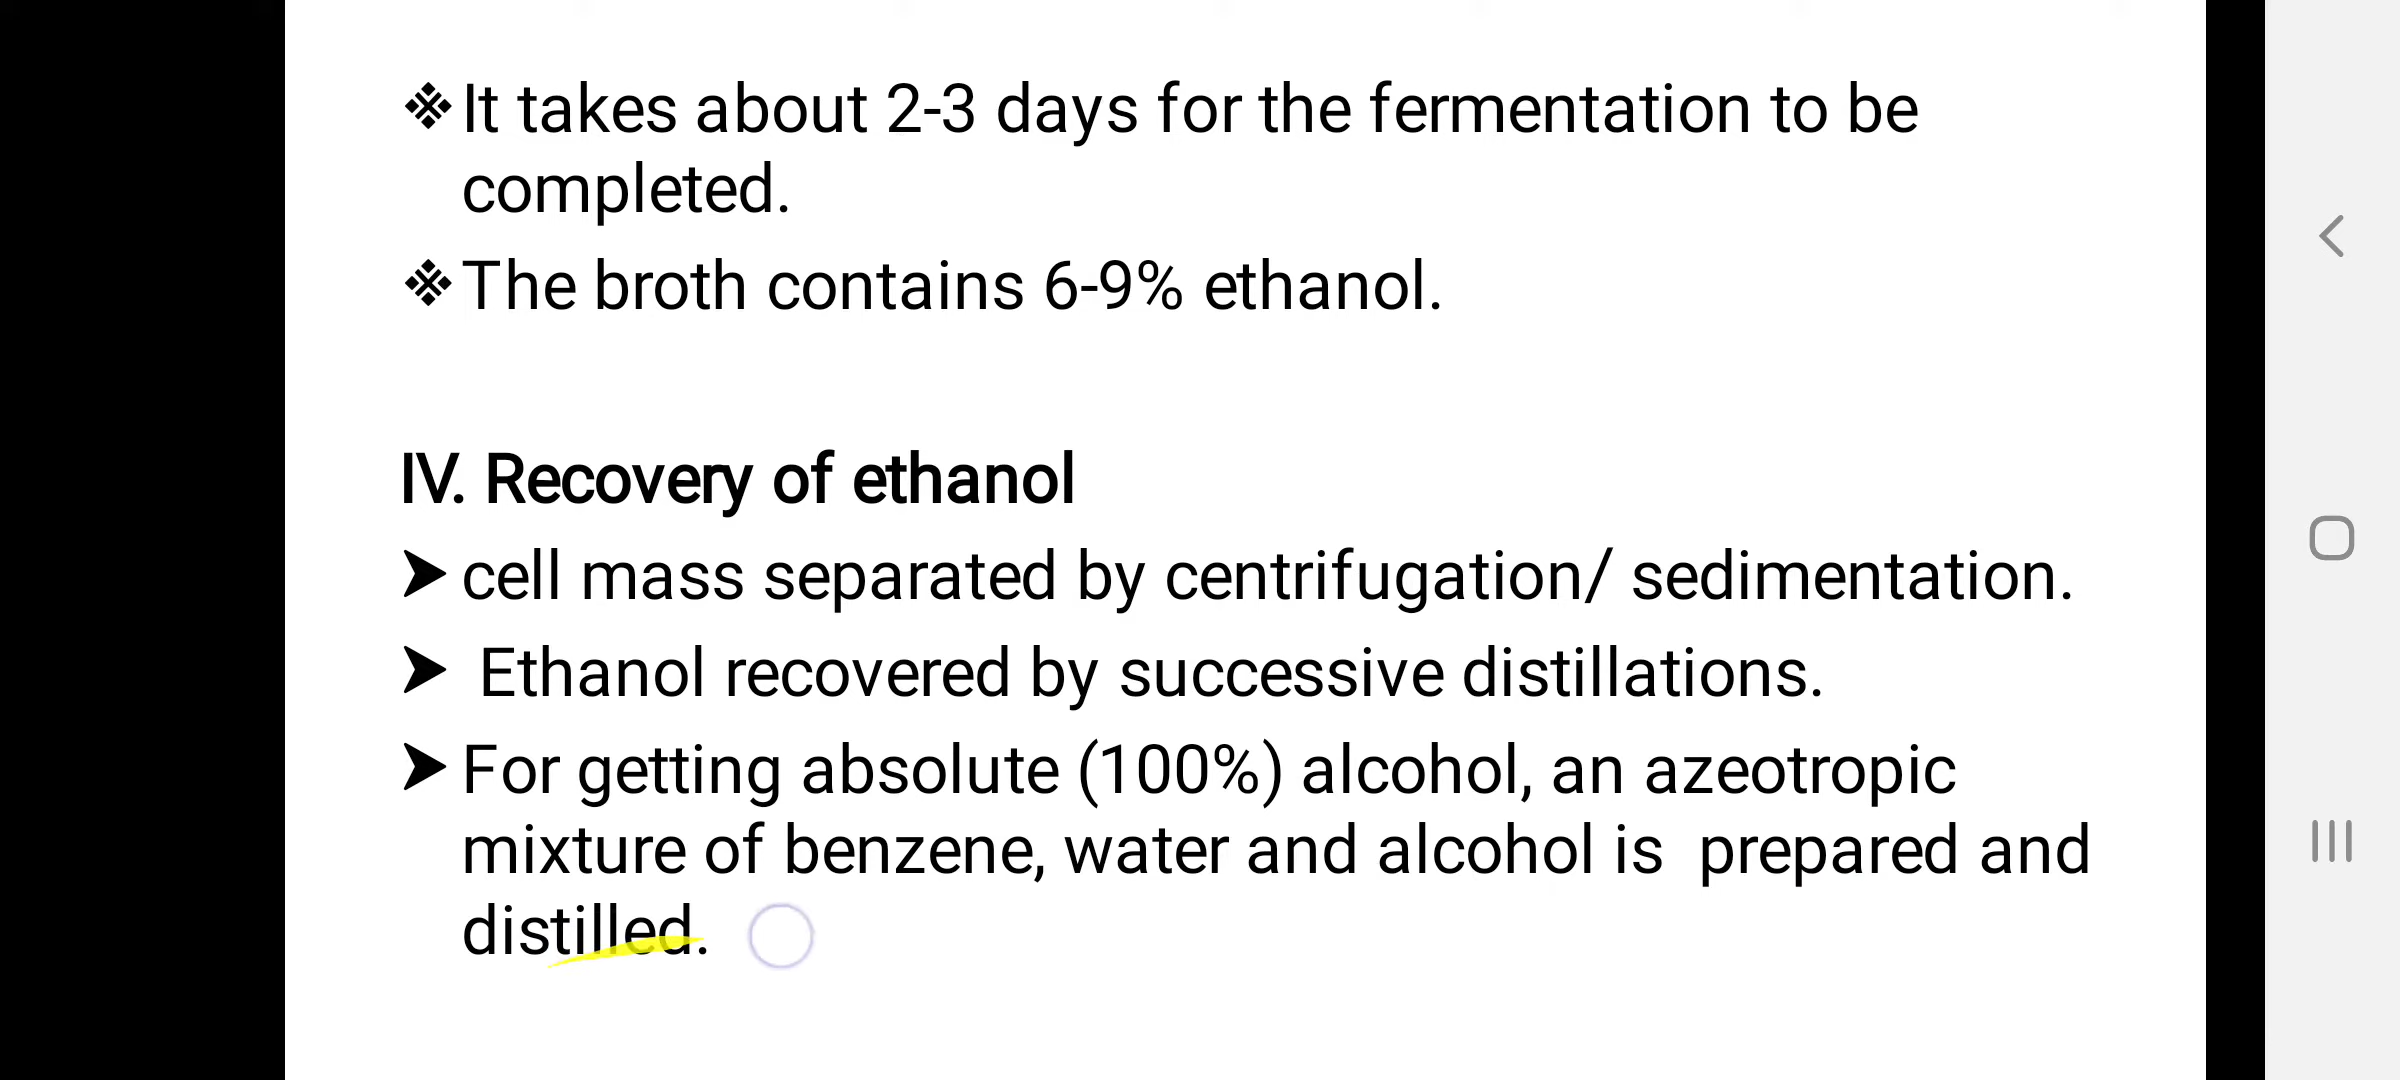 ❖It takes about 2-3 days for the fermentation to be
completed.
❖The broth contains 6-9% ethanol.
IV. Recovery of ethanol
➤cell mass separated by centrifugation/ sedimentation.
➤ Ethanol recovered by successive distillations.
➤For getting absolute (100%) alcohol, an azeotropic
mixture of benzene, water and alcohol is  prepared and
distilled.